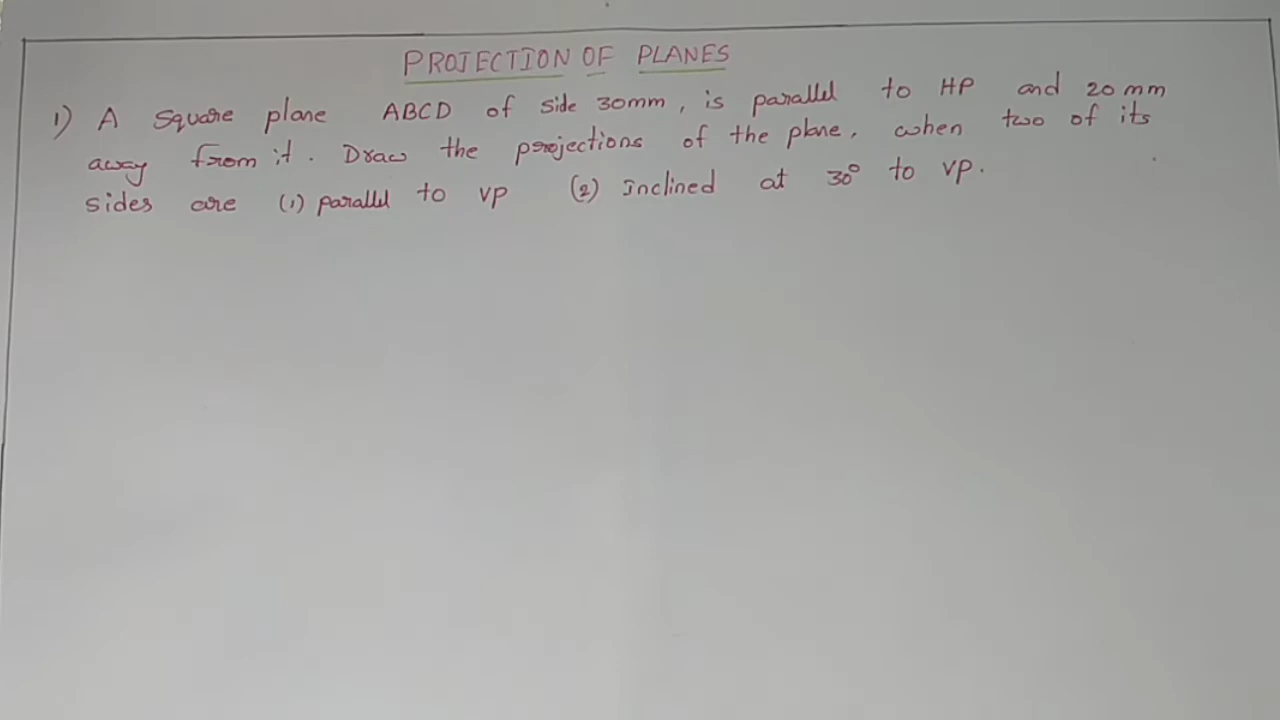 PROJECTION OF PLANES
1) A square plane ABCD of side 30mm, is parallel to HP and 20mm
away from it. Draw the projections of the plane, when two of its
sides are (1) parallel to VP (2) Inclined at 30° to VP.